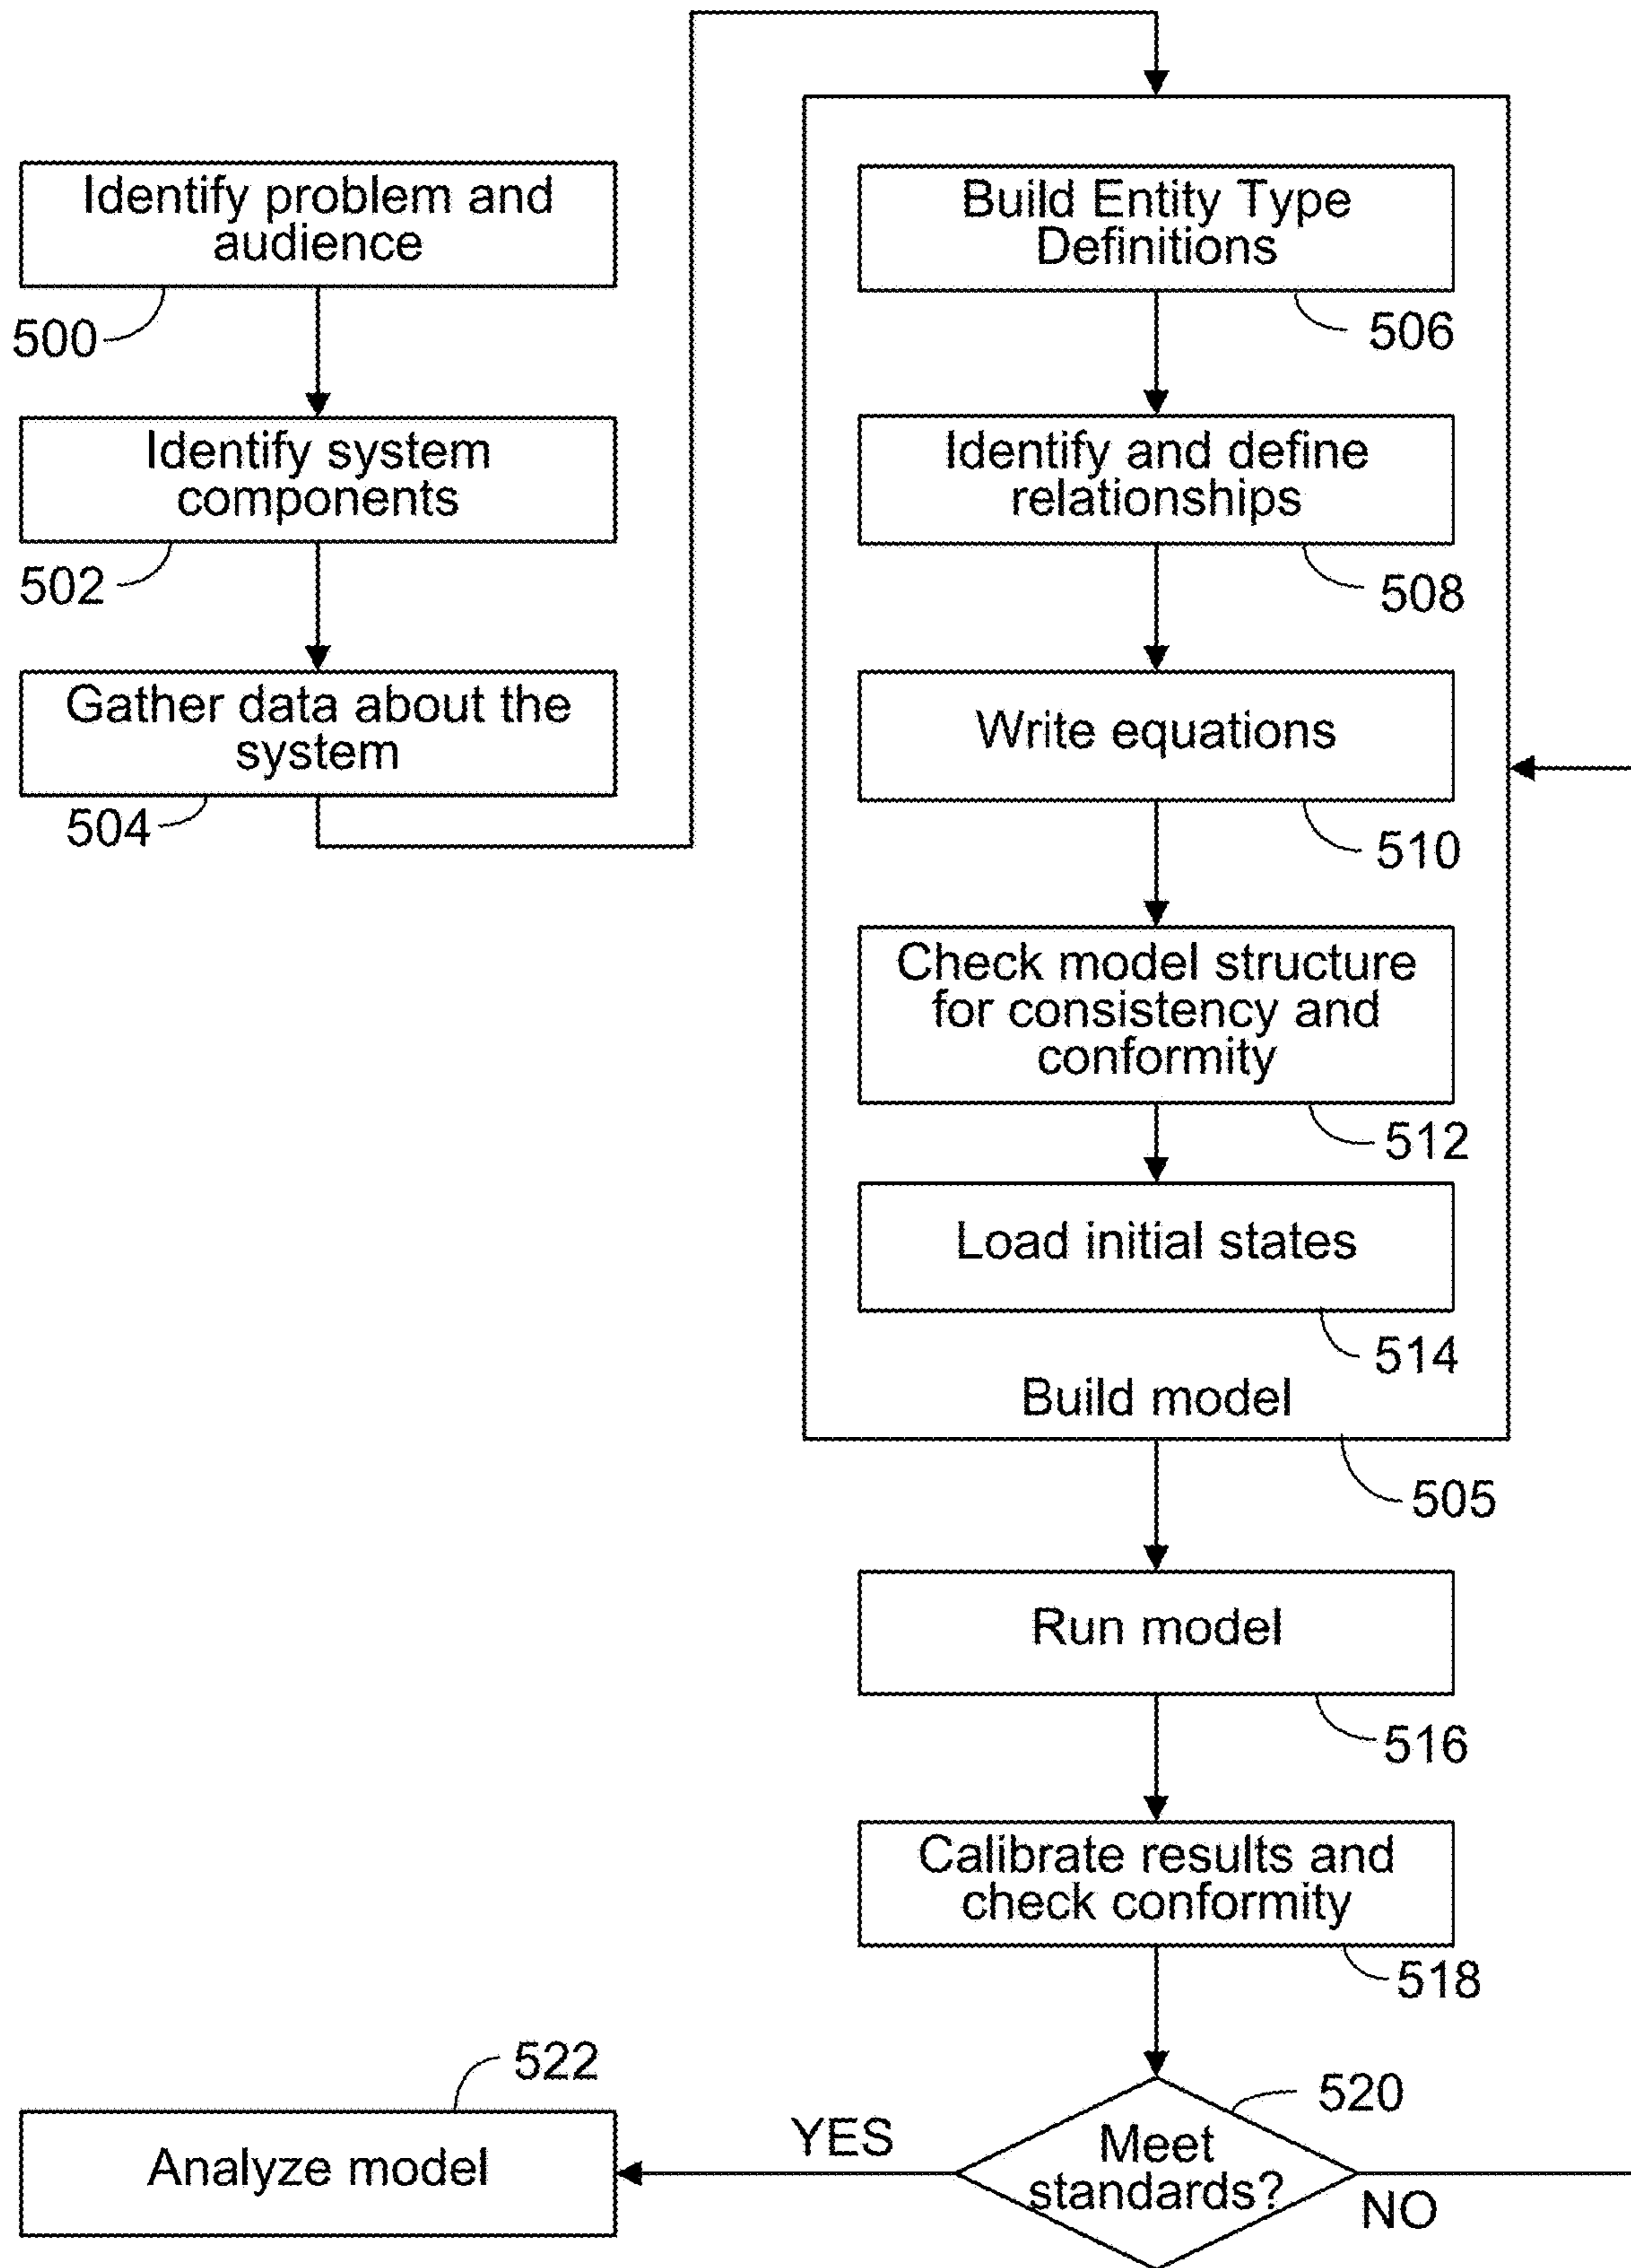 Identify problem and
audience
500
Identify system
components
502
Gather data about the
system
504
Build Entity Type
Definitions
506
Identify and define
relationships
508
Write equations
510
Check model structure
for consistency and
conformity
512
Load initial states
514
Build model
505
Run model
516
Calibrate results and
check conformity
518
Meet
standards?
520
YES
NO
Analyze model
522